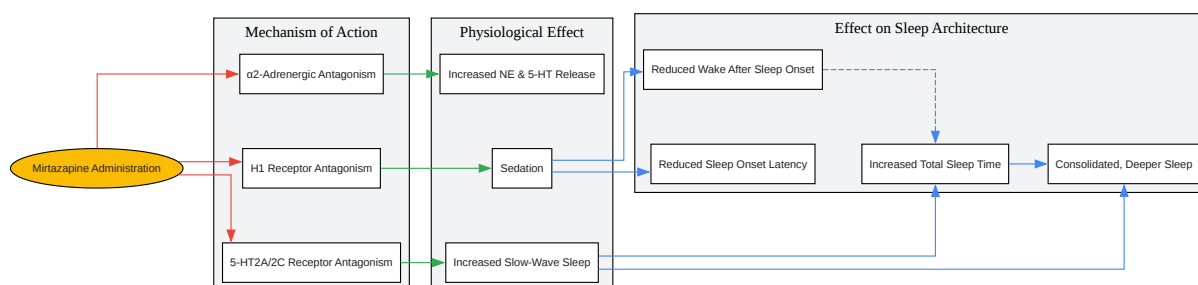 Mechanism of Action
Physiological Effect
Effect on Sleep Architecture
α2-Adrenergic Antagonism
Increased NE & 5-HT Release
Reduced Wake After Sleep Onset
Mirtazapine Administration
H1 Receptor Antagonism
Sedation
Reduced Sleep Onset Latency
Increased Total Sleep Time
Consolidated, Deeper Sleep
5-HT2A/2C Receptor Antagonism
Increased Slow-Wave Sleep